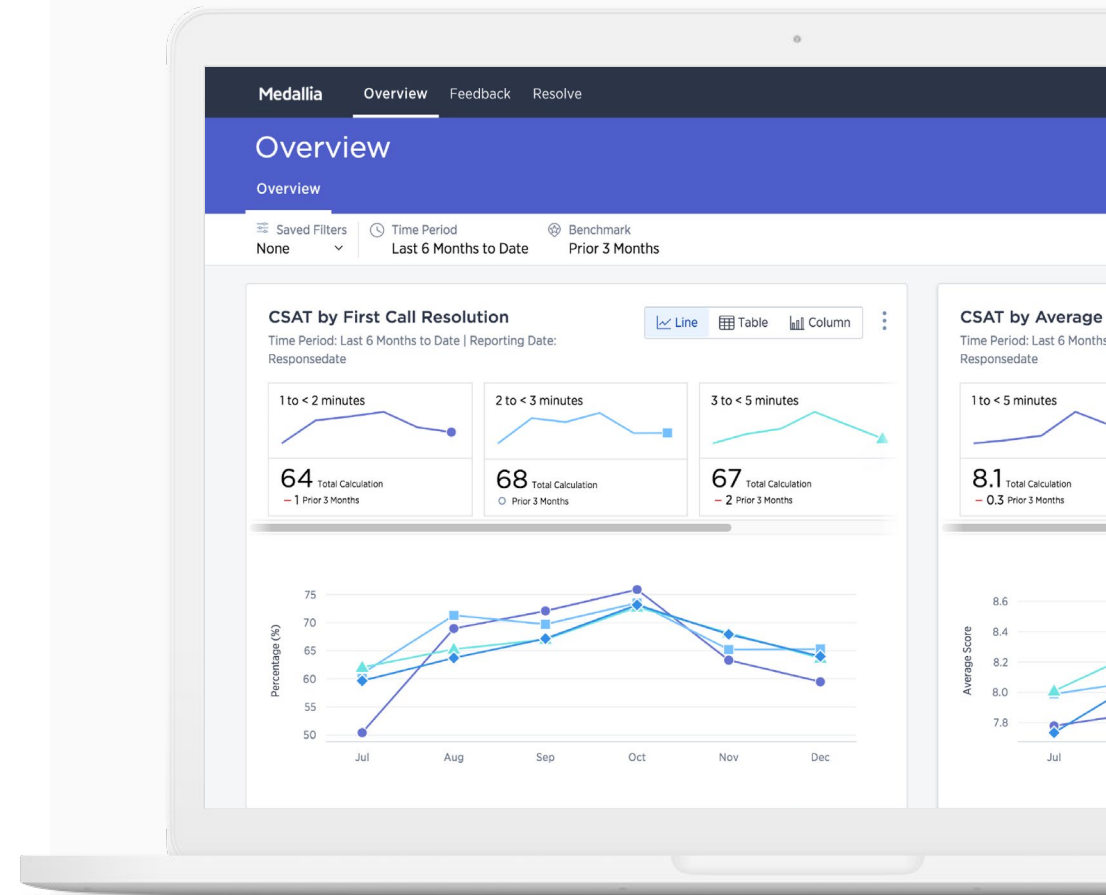 Medallia Overview Feedback Resolve
Overview
Overview
Saved Filters Time Period Benchmark
None Last 6 Months to Date Prior 3 Months
CSAT by First Call Resolution
Line Table Column
Time Period: Last 6 Months to Date | Reporting Date:
Responsedate
1 to < 2 minutes
64 Total Calculation
– 1 Prior 3 Months
2 to < 3 minutes
68 Total Calculation
Prior 3 Months
3 to < 5 minutes
67 Total Calculation
– 2 Prior 3 Months
Percentage (%)
75
70
65
60
55
50
Jul Aug Sep Oct Nov Dec
CSAT by Average
Time Period: Last 6 Months
Responsedate
1 to < 5 minutes
8.1 Total Calculation
– 0.3 Prior 3 Months
Average Score
8.6
8.4
8.2
8.0
7.8
Jul